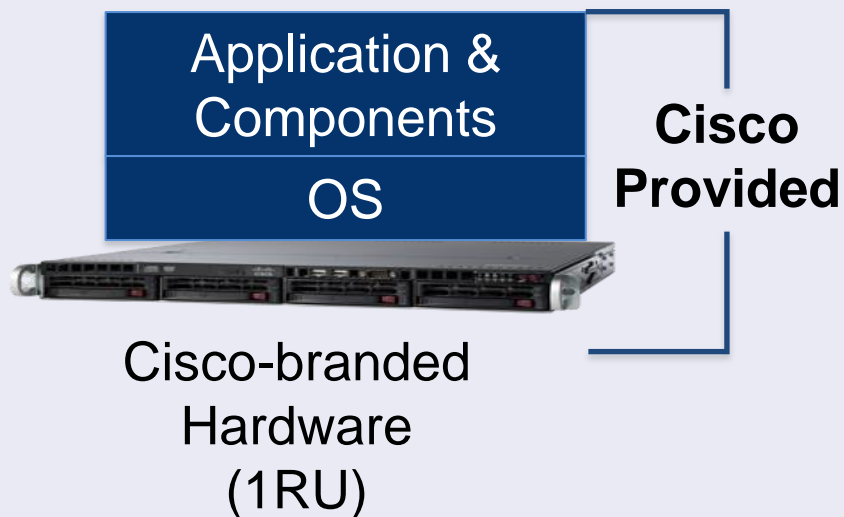 Application &
Components
OS
Cisco
Provided
Cisco-branded
Hardware
(1RU)